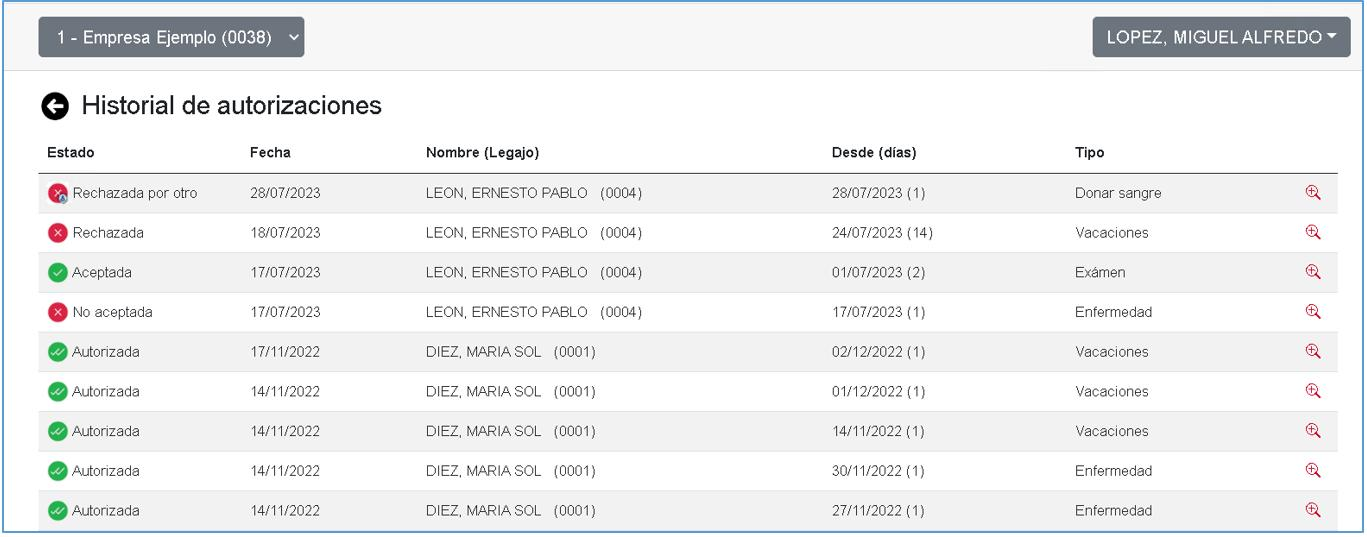 1 - Empresa Ejemplo (0038) LOPEZ, MIGUEL ALFREDO
Historial de autorizaciones
Estado Fecha Nombre (Legajo) Desde (días) Tipo
Rechazada por otro 28/07/2023 LEON, ERNESTO PABLO (0004) 28/07/2023 (1) Donar sangre
Rechazada 18/07/2023 LEON, ERNESTO PABLO (0004) 24/07/2023 (14) Vacaciones
Aceptada 17/07/2023 LEON, ERNESTO PABLO (0004) 01/07/2023 (2) Exámen
No aceptada 17/07/2023 LEON, ERNESTO PABLO (0004) 17/07/2023 (1) Enfermedad
Autorizada 17/11/2022 DIEZ, MARIA SOL (0001) 02/12/2022 (1) Vacaciones
Autorizada 14/11/2022 DIEZ, MARIA SOL (0001) 01/12/2022 (1) Vacaciones
Autorizada 14/11/2022 DIEZ, MARIA SOL (0001) 14/11/2022 (1) Vacaciones
Autorizada 14/11/2022 DIEZ, MARIA SOL (0001) 30/11/2022 (1) Enfermedad
Autorizada 14/11/2022 DIEZ, MARIA SOL (0001) 27/11/2022 (1) Enfermedad